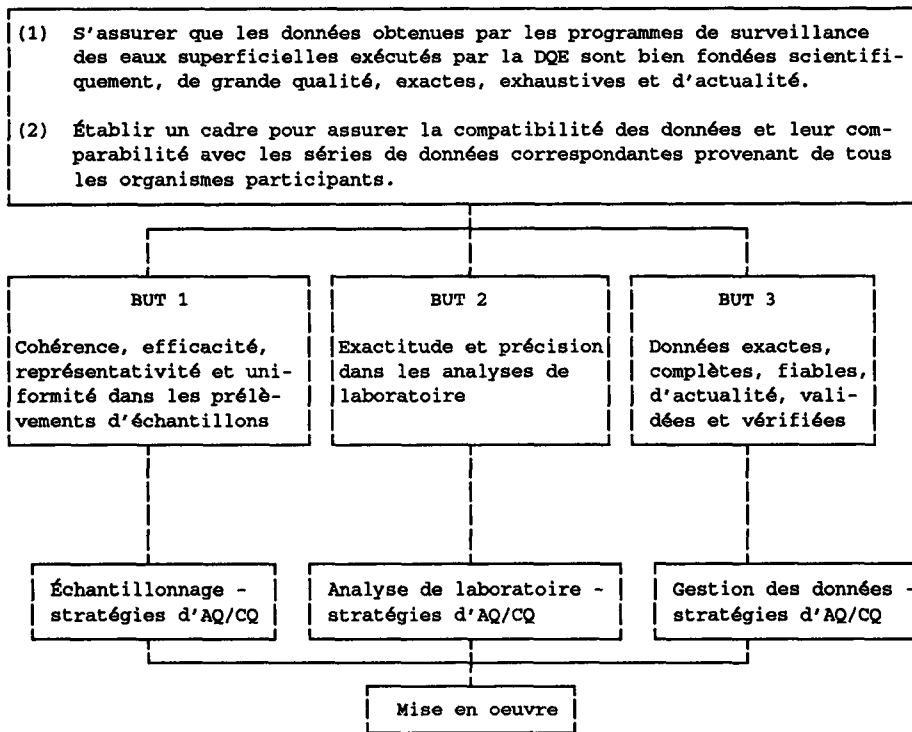 (1) S'assurer que les données obtenues par les programmes de surveillance
des eaux superficielles exécutés par la DQE sont bien fondées scientifi-
quement, de grande qualité, exactes, exhaustives et d'actualité.
(2) Établir un cadre pour assurer la compatibilité des données et leur com-
parabilité avec les séries de données correspondantes provenant de tous
les organismes participants.
BUT 1
Cohérence, efficacité,
représentativité et uni-
formité dans les prélè-
vements d'échantillons
BUT 2
Exactitude et précision
dans les analyses de
laboratoire
BUT 3
Données exactes,
complètes, fiables,
d'actualité, vali-
dées et vérifiées
Échantillonnage -
stratégies d'AQ/CQ
Analyse de laboratoire -
stratégies d'AQ/CQ
Gestion des données -
stratégies d'AQ/CQ
Mise en oeuvre